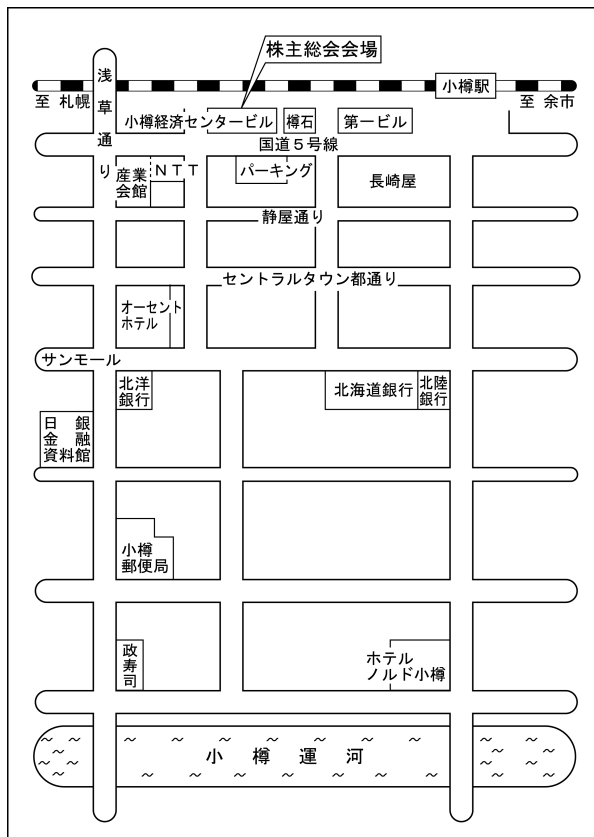 株主総会会場
浅草通り
小樽駅
至 札幌
至 余市
小樽経済センタービル
樽石
第一ビル
国道5号線
産業
会館
NTT
パーキング
長崎屋
静屋通り
セントラルタウン都通り
オーセント
ホテル
サンモール
北洋
銀行
北海道銀行
北陸
銀行
日銀
金融
資料館
小樽
郵便局
政寿司
ホテル
ノルド小樽
小樽運河